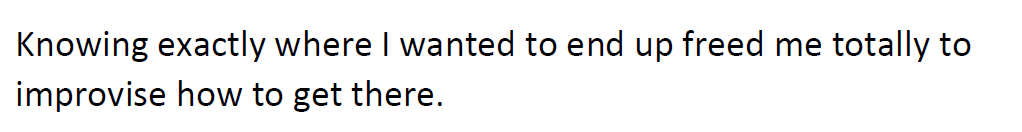 Knowing exactly where I wanted to end up freed me totally to
improvise how to get there.